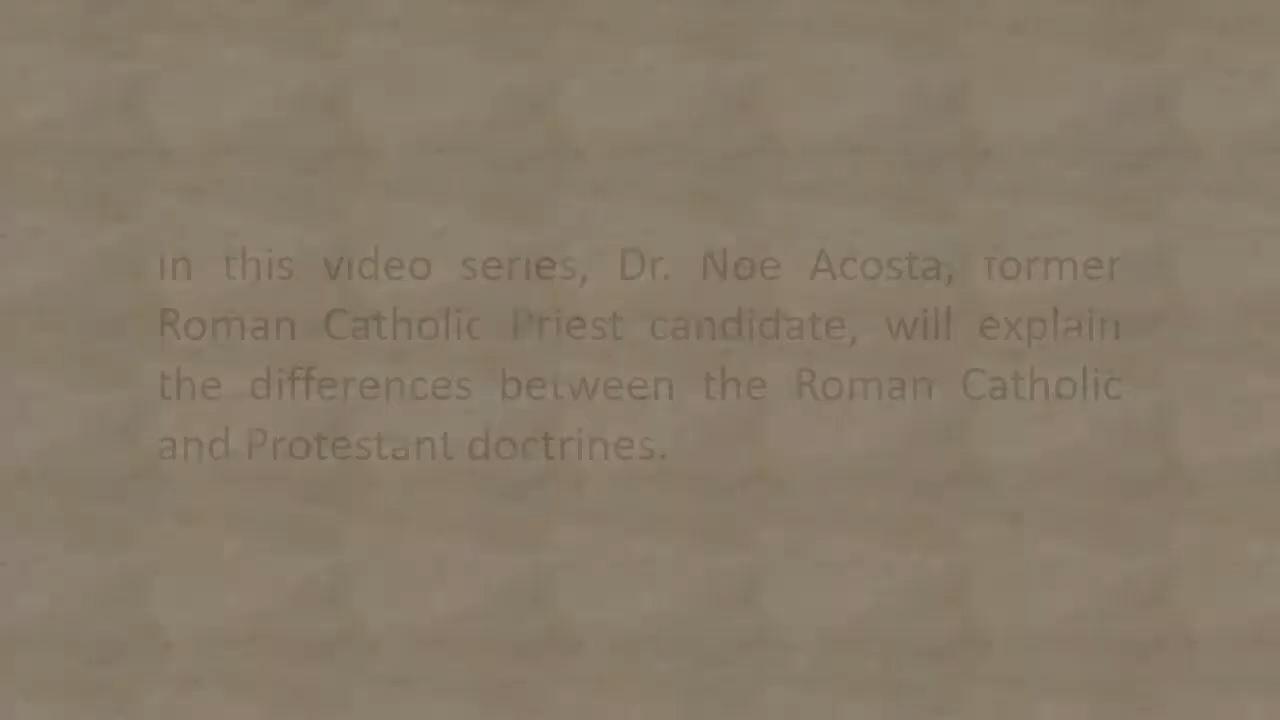 In this video series, Dr. Noe Acosta, former
Roman Catholic Priest candidate, will explain
the differences between the Roman Catholic
and Protestant doctrines.